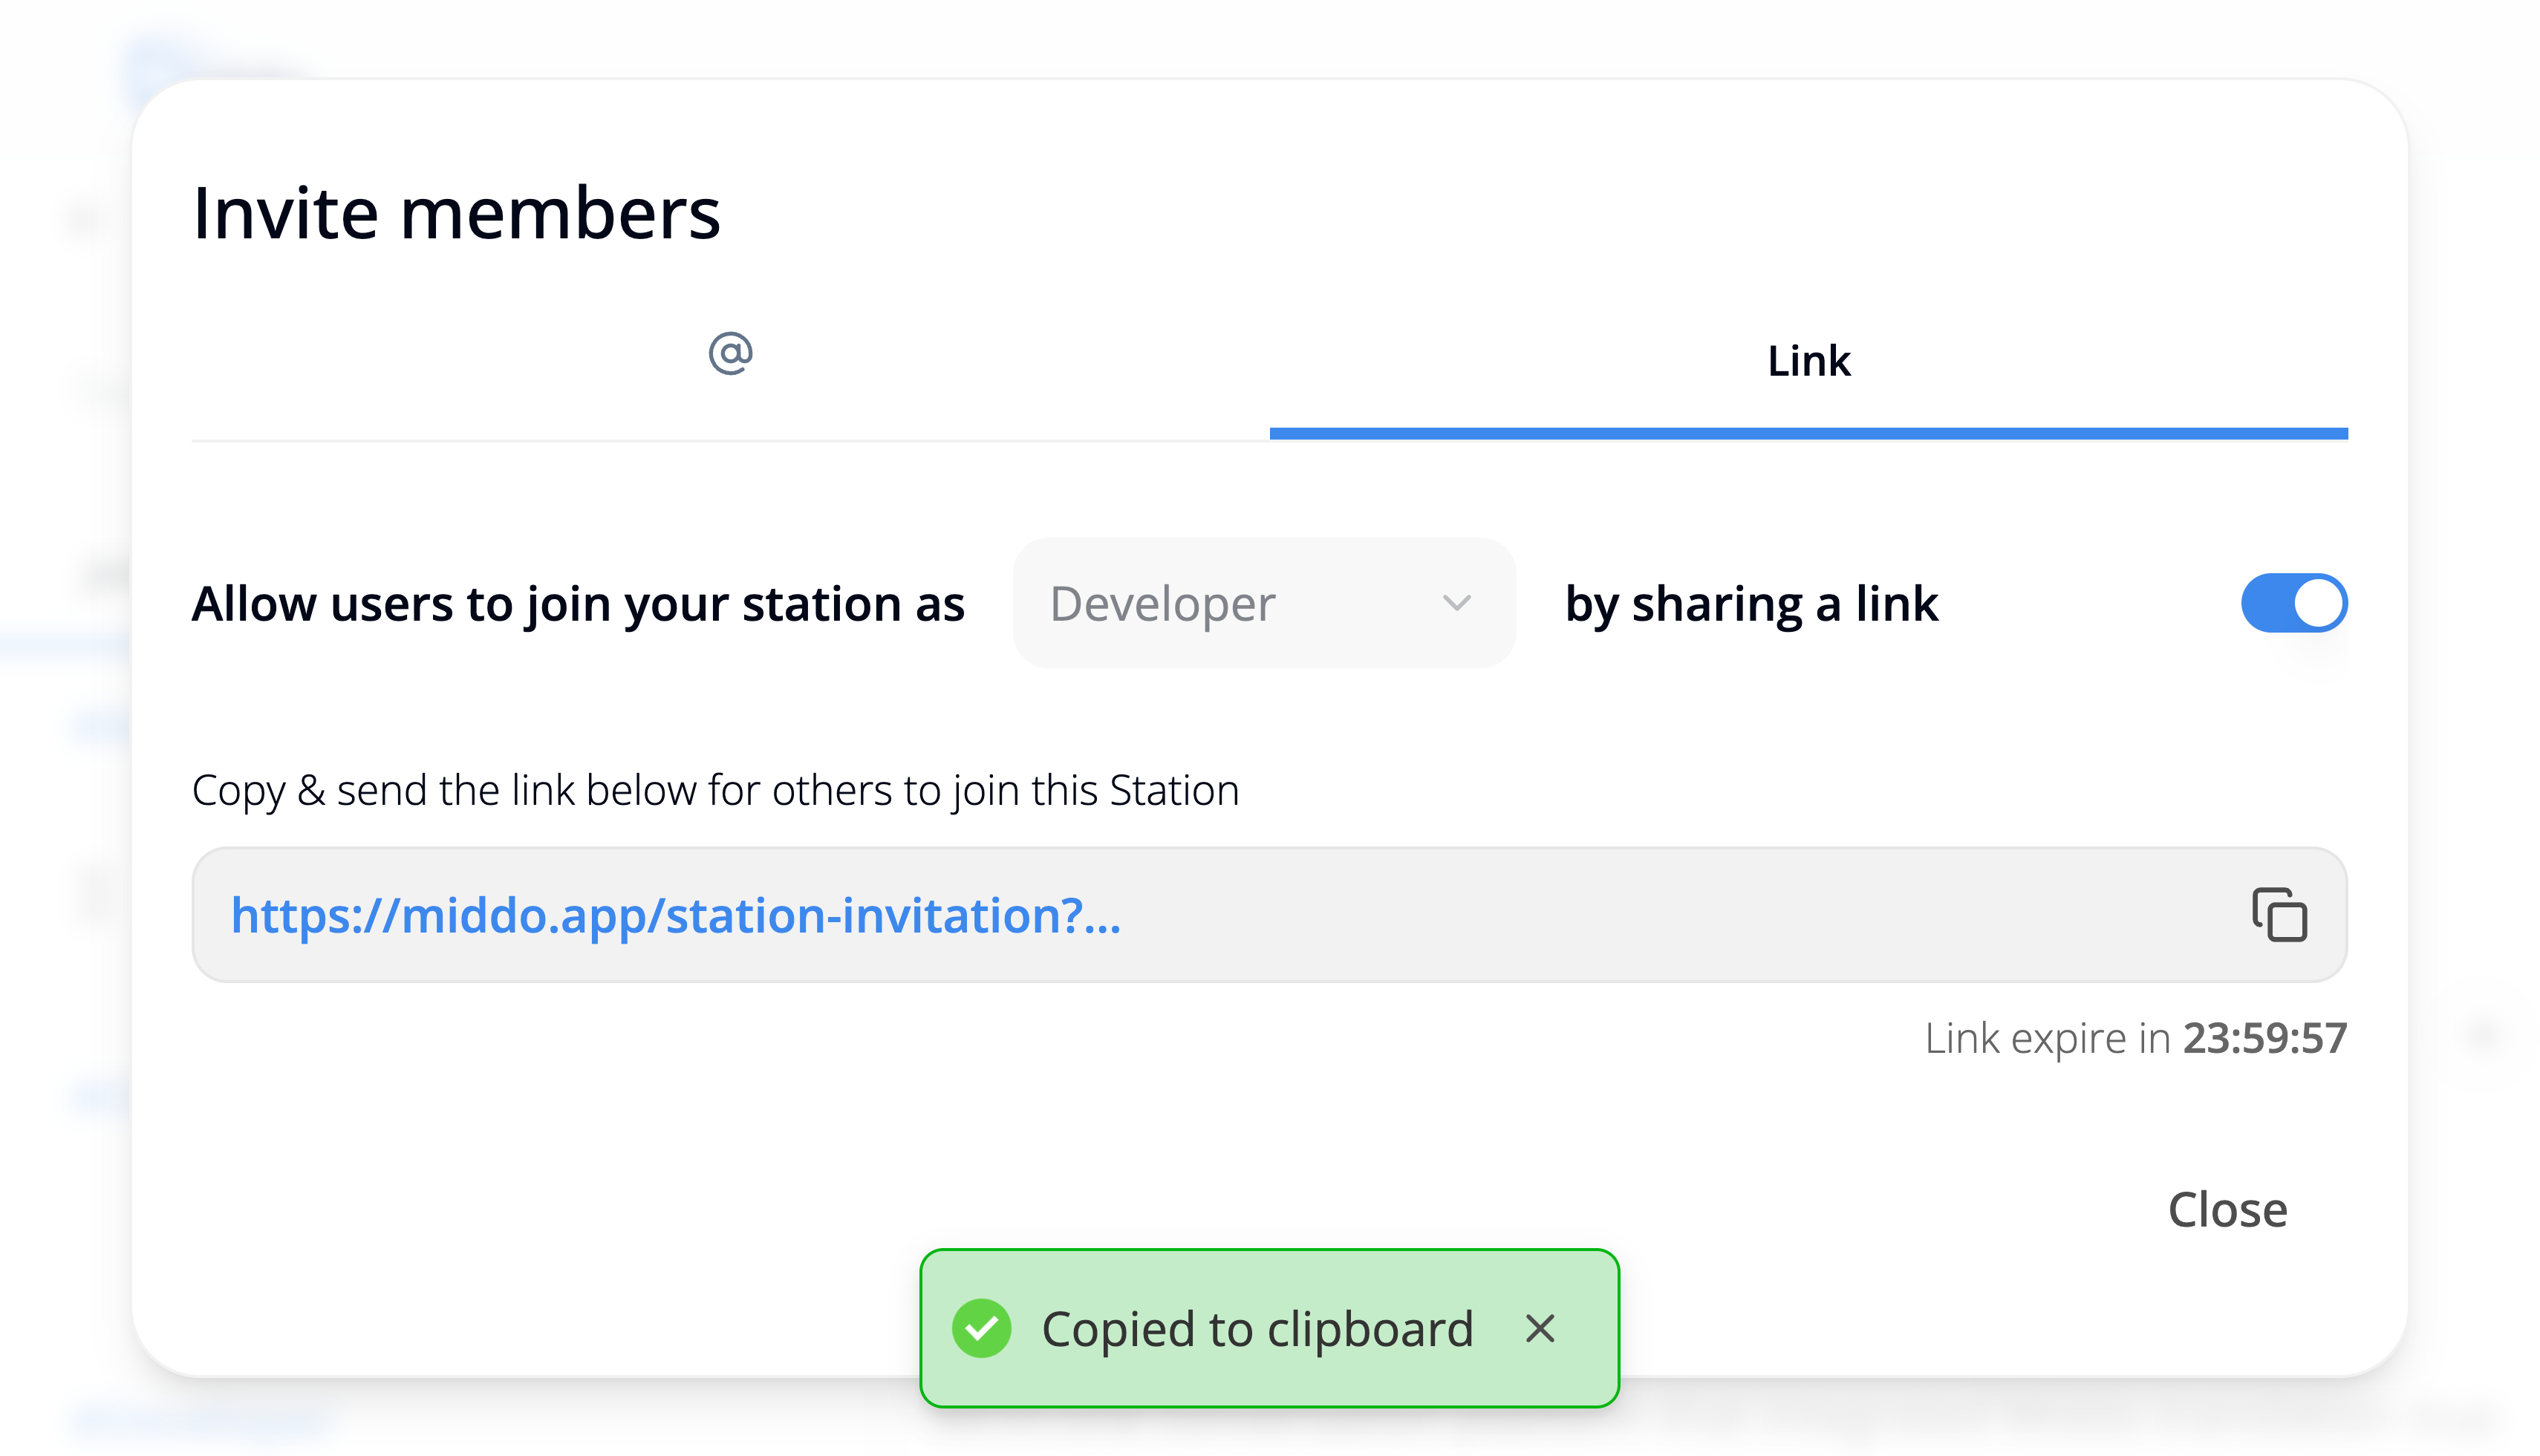 Invite members
@
Link
Allow users to join your station as Developer by sharing a link
Copy & send the link below for others to join this Station
https://middo.app/station-invitation?...
Link expire in 23:59:57
Close
Copied to clipboard